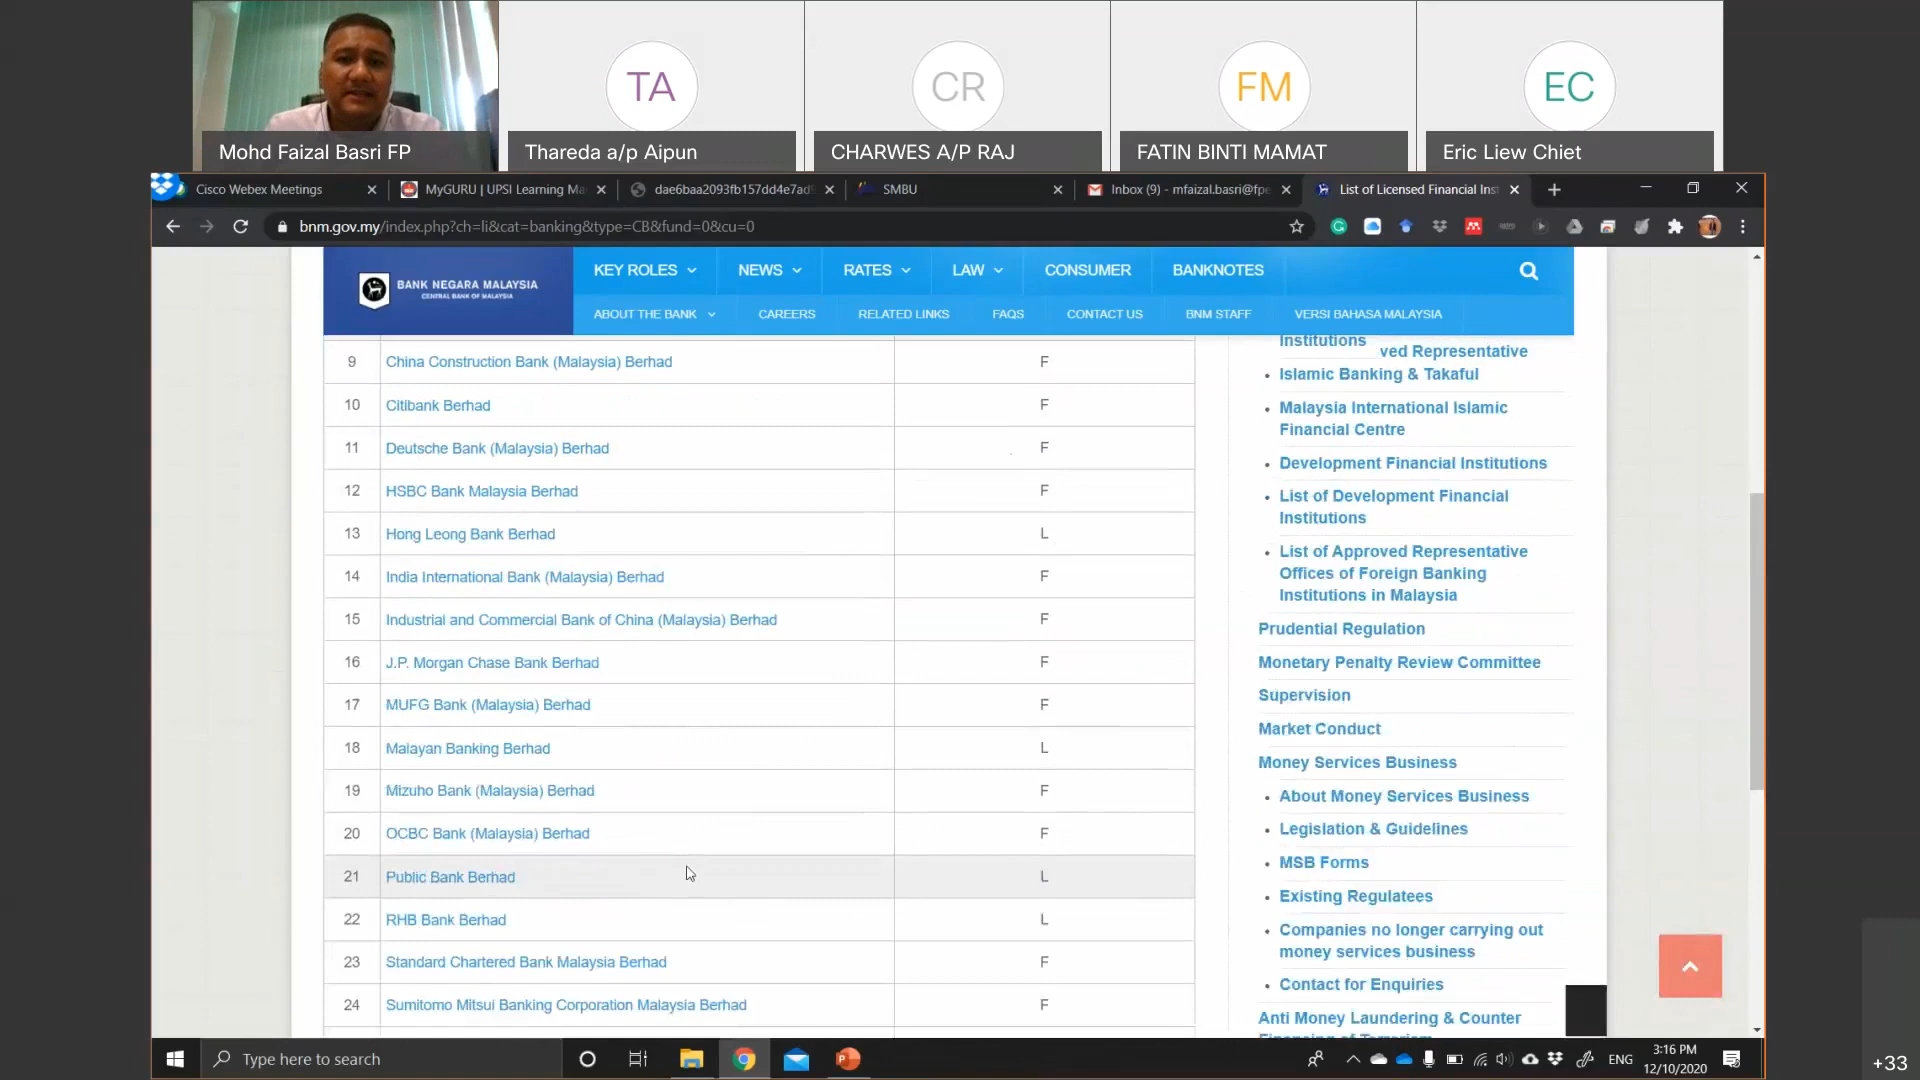 TA
CR
FM
EC
Mohd Faizal Basri FP
Thareda a/p Aipun
CHARWES A/P RAJ
FATIN BINTI MAMAT
Eric Liew Chiet
Cisco Webex Meetings
MyGURU | UPSI Learning Ma
dae6baa2093fb157dd4e7ad
SMBU
Inbox (9) - mfaizal.basri@fpe
List of Licensed Financial Inst
bnm.gov.my/index.php?ch=li&cat=banking&type=CB&fund=0&cu=0
BANK NEGARA MALAYSIA
CENTRAL BANK OF MALAYSIA
KEY ROLES
NEWS
RATES
LAW
CONSUMER
BANKNOTES
ABOUT THE BANK
CAREERS
RELATED LINKS
FAQS
CONTACT US
BNM STAFF
VERSI BAHASA MALAYSIA
9 China Construction Bank (Malaysia) Berhad F
10 Citibank Berhad F
11 Deutsche Bank (Malaysia) Berhad F
12 HSBC Bank Malaysia Berhad F
13 Hong Leong Bank Berhad L
14 India International Bank (Malaysia) Berhad F
15 Industrial and Commercial Bank of China (Malaysia) Berhad F
16 J.P. Morgan Chase Bank Berhad F
17 MUFG Bank (Malaysia) Berhad F
18 Malayan Banking Berhad L
19 Mizuho Bank (Malaysia) Berhad F
20 OCBC Bank (Malaysia) Berhad F
21 Public Bank Berhad L
22 RHB Bank Berhad L
23 Standard Chartered Bank Malaysia Berhad F
24 Sumitomo Mitsui Banking Corporation Malaysia Berhad F
Institutions
ved Representative
Islamic Banking & Takaful
Malaysia International Islamic
Financial Centre
Development Financial Institutions
List of Development Financial
Institutions
List of Approved Representative
Offices of Foreign Banking
Institutions in Malaysia
Prudential Regulation
Monetary Penalty Review Committee
Supervision
Market Conduct
Money Services Business
About Money Services Business
Legislation & Guidelines
MSB Forms
Existing Regulatees
Companies no longer carrying out
money services business
Contact for Enquiries
Anti Money Laundering & Counter
Financing of Terrorism
Type here to search
ENG
3:16 PM
12/10/2020
+33